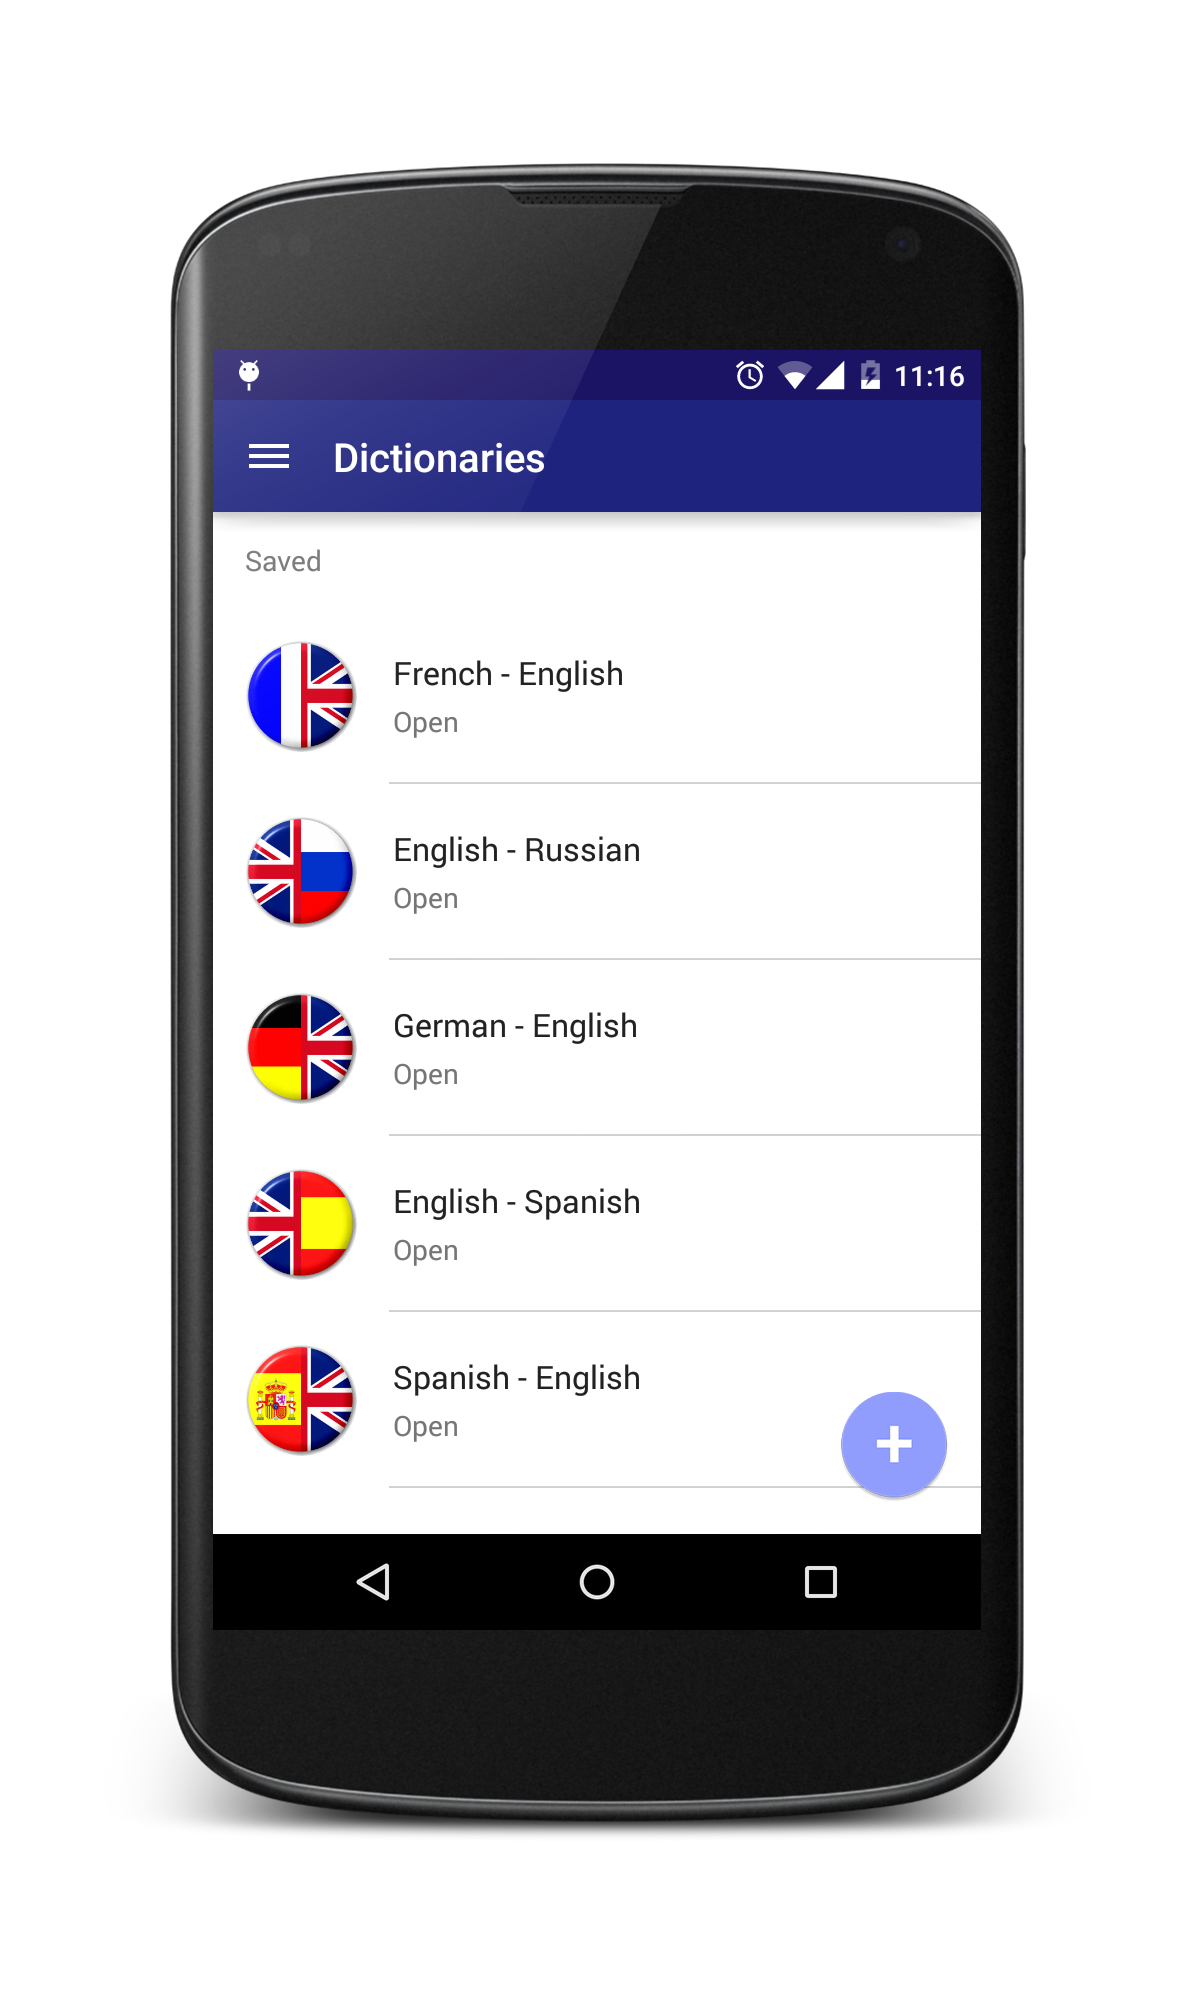 11:16
Dictionaries
Saved
French - English
Open
English - Russian
Open
German - English
Open
English - Spanish
Open
Spanish - English
Open